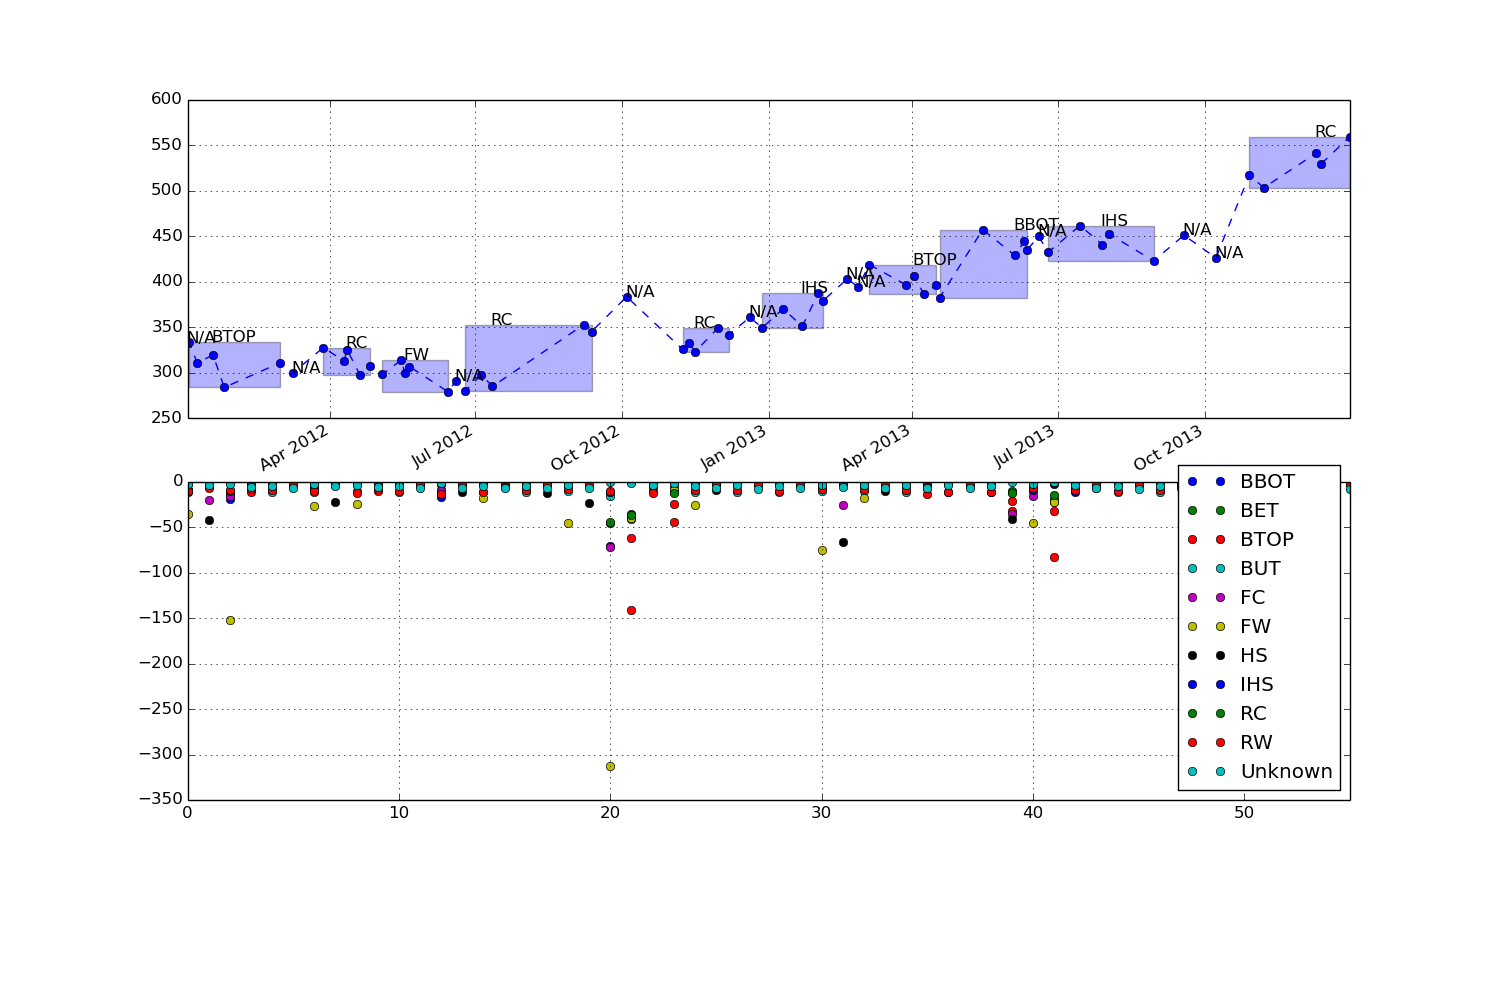 600
550
500
450
400
350
300
250
N/A
BTOP
N/A
RC
FW
N/A
RC
N/A
RC
N/A
IHS
N/A
N/A
BTOP
BBOT
N/A
IHS
N/A
N/A
RC
Apr 2012
Jul 2012
Oct 2012
Jan 2013
Apr 2013
Jul 2013
Oct 2013
0
−50
−100
−150
−200
−250
−300
−350
0
10
20
30
40
50
BBOT
BET
BTOP
BUT
FC
FW
HS
IHS
RC
RW
Unknown